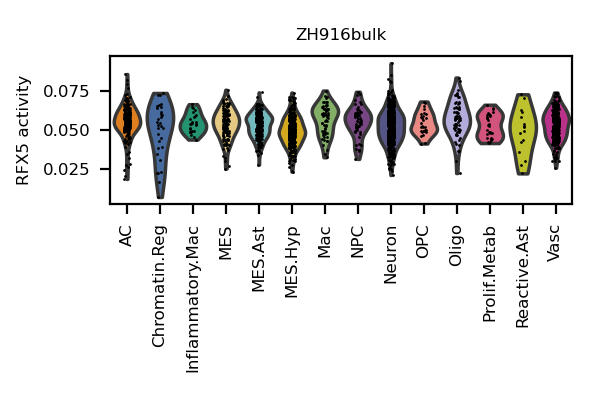 ZH916bulk
RFX5 activity
0.075
0.050
0.025
AC
Chromatin.Reg
Inflammatory.Mac
MES
MES.Ast
MES.Hyp
Mac
NPC
Neuron
OPC
Oligo
Prolif.Metab
Reactive.Ast
Vasc